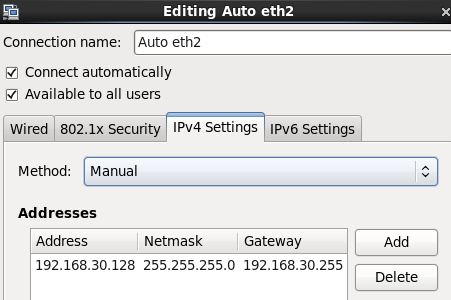 Editing Auto eth2
Connection name: Auto eth2
Connect automatically
Available to all users
Wired 802.1x Security IPv4 Settings IPv6 Settings
Method: Manual
Addresses
Address Netmask Gateway Add
192.168.30.128 255.255.255.0 192.168.30.255
Delete